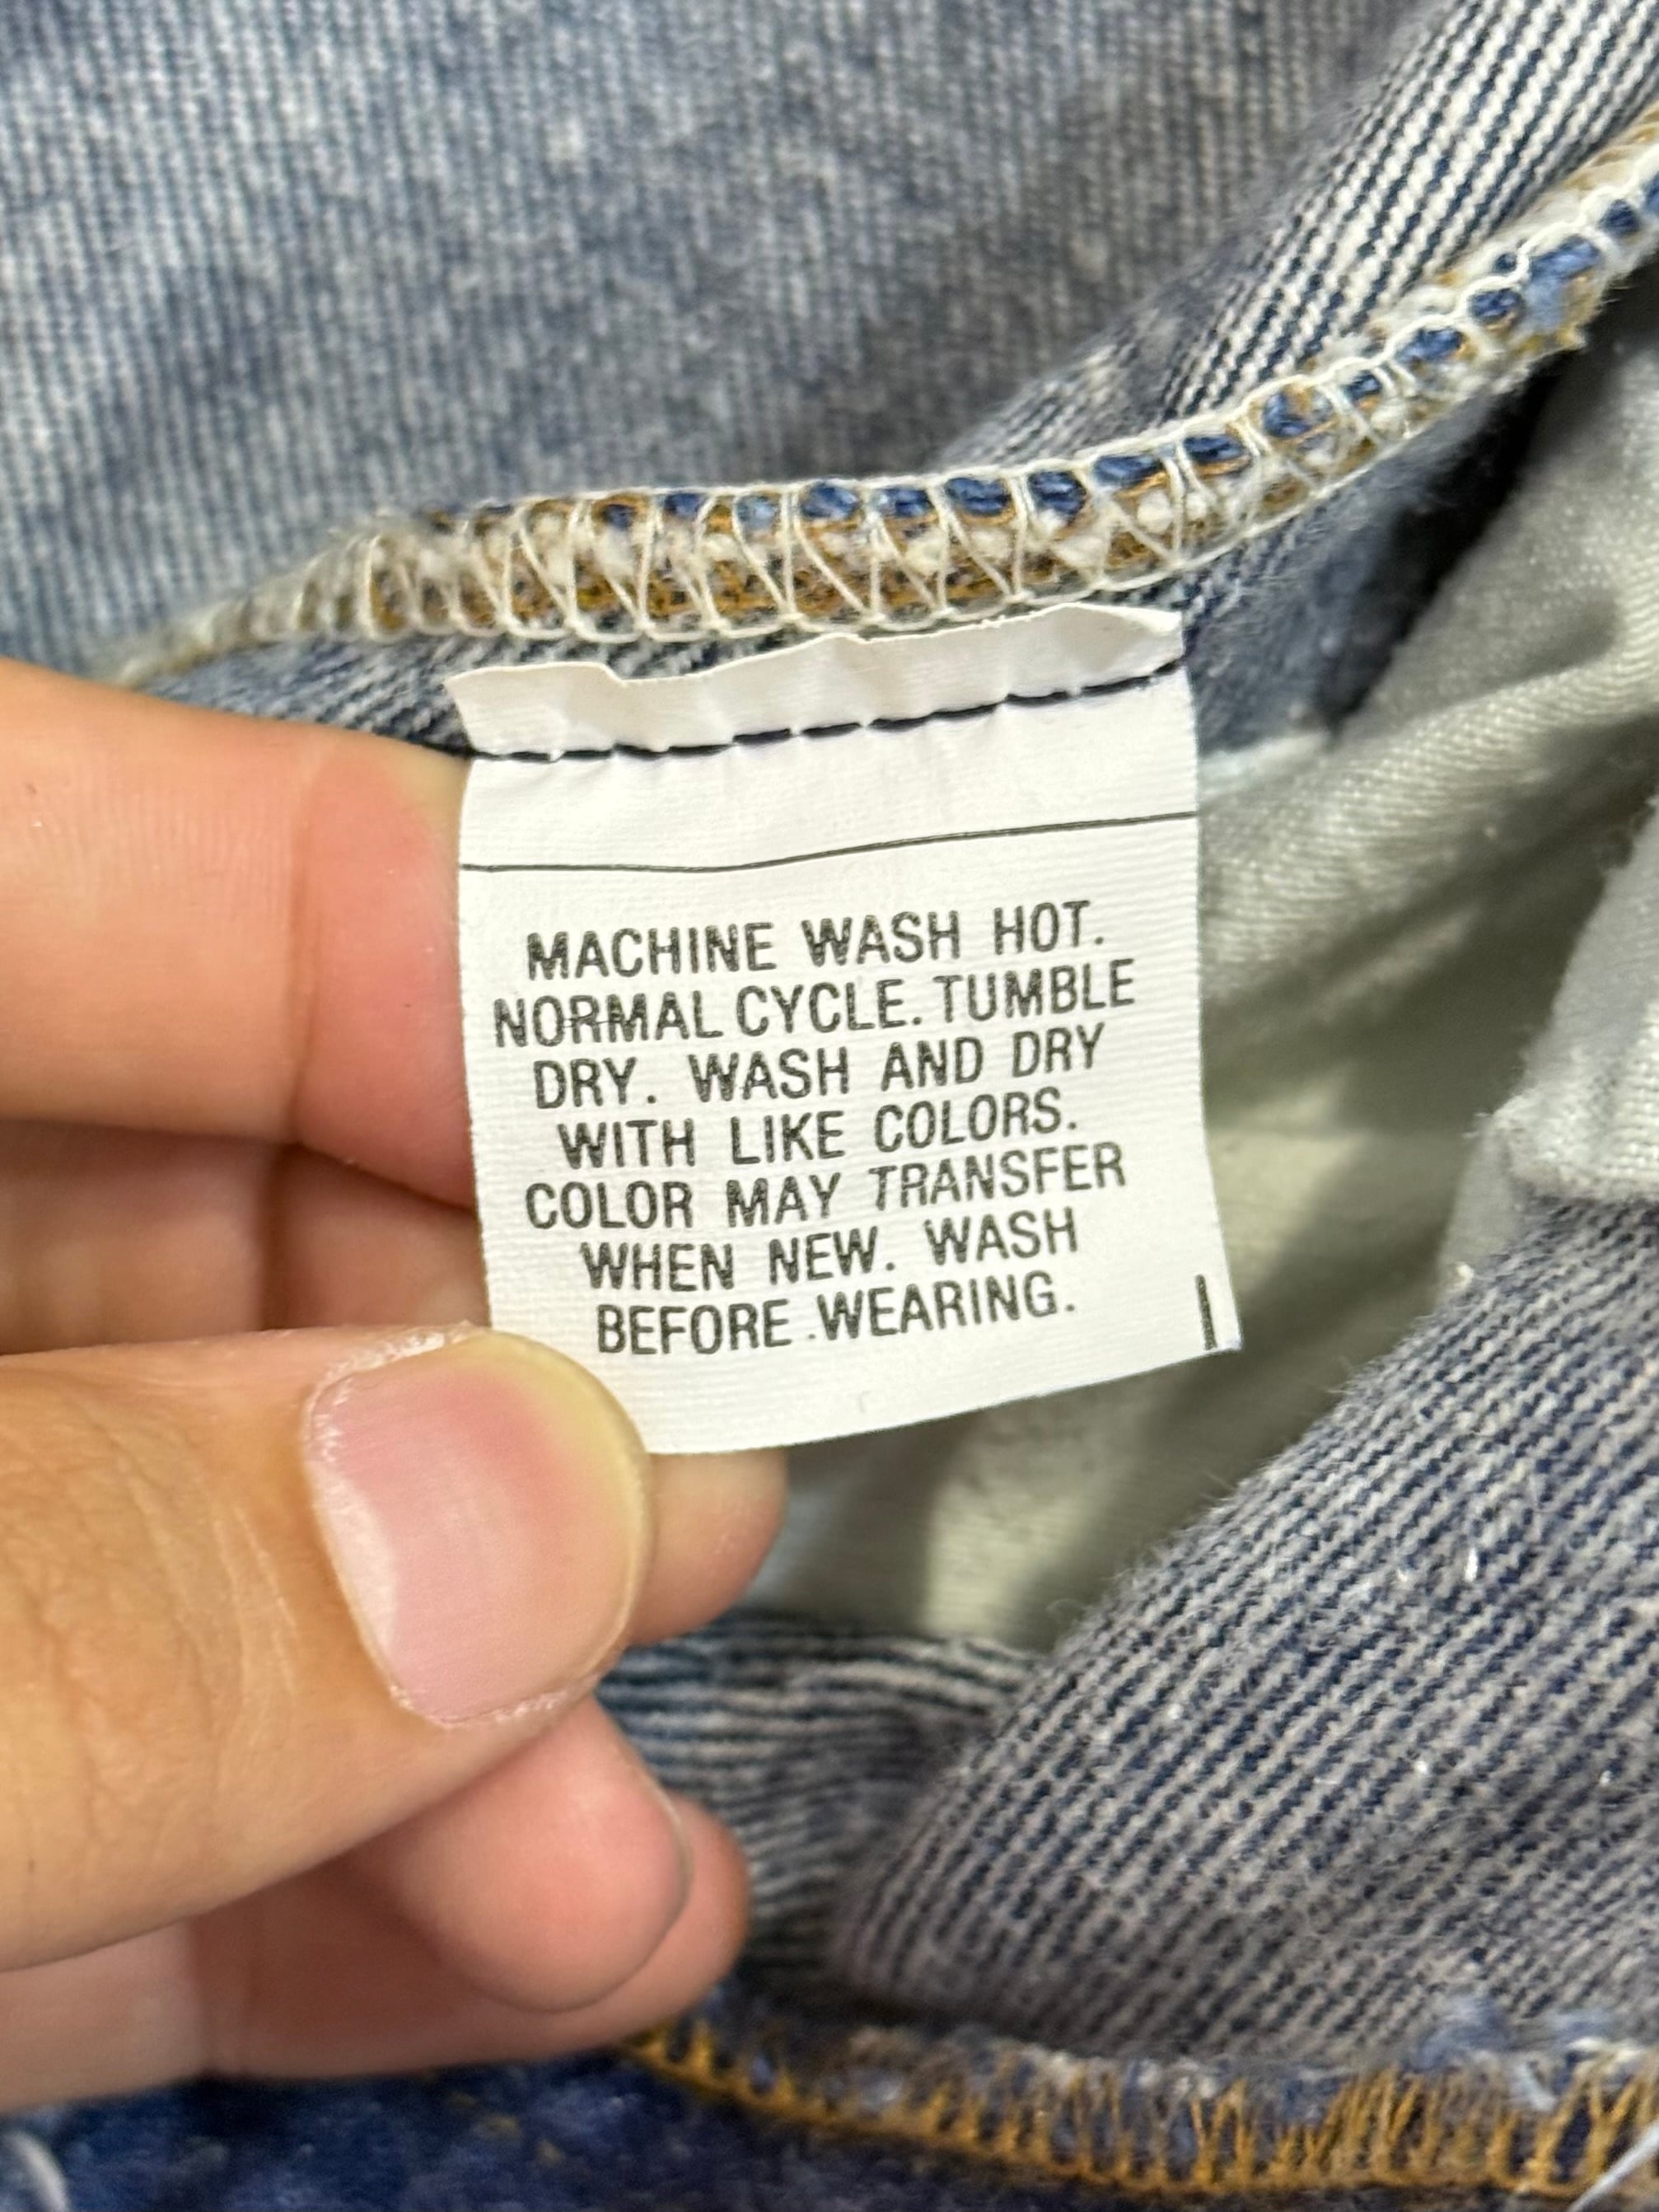 MACHINE WASH HOT.
NORMAL CYCLE. TUMBLE
DRY. WASH AND DRY
WITH LIKE COLORS.
COLOR MAY TRANSFER
WHEN NEW. WASH
BEFORE WEARING.